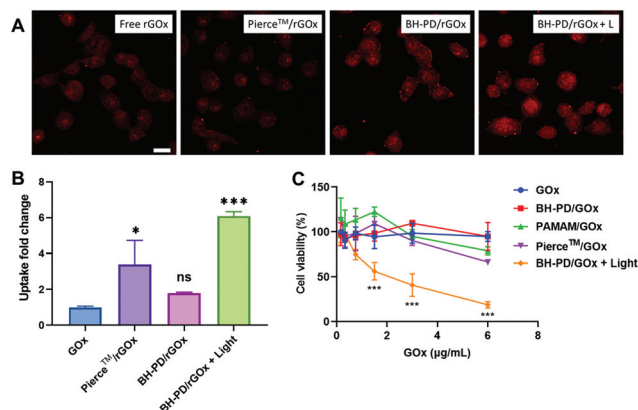 A
Free rGOx
Pierce™/rGOx
BH-PD/rGOx
BH-PD/rGOx + L
B
Uptake fold change
8
6
4
2
0
*
ns
***
GOx
Pierce™/rGOx
BH-PD/rGOx
BH-PD/rGOx + Light
C
Cell viability (%)
150
100
50
0
***
***
***
0
2
4
6
8
GOx (µg/mL)
GOx
BH-PD/GOx
PAMAM/GOx
Pierce™/GOx
BH-PD/GOx + Light